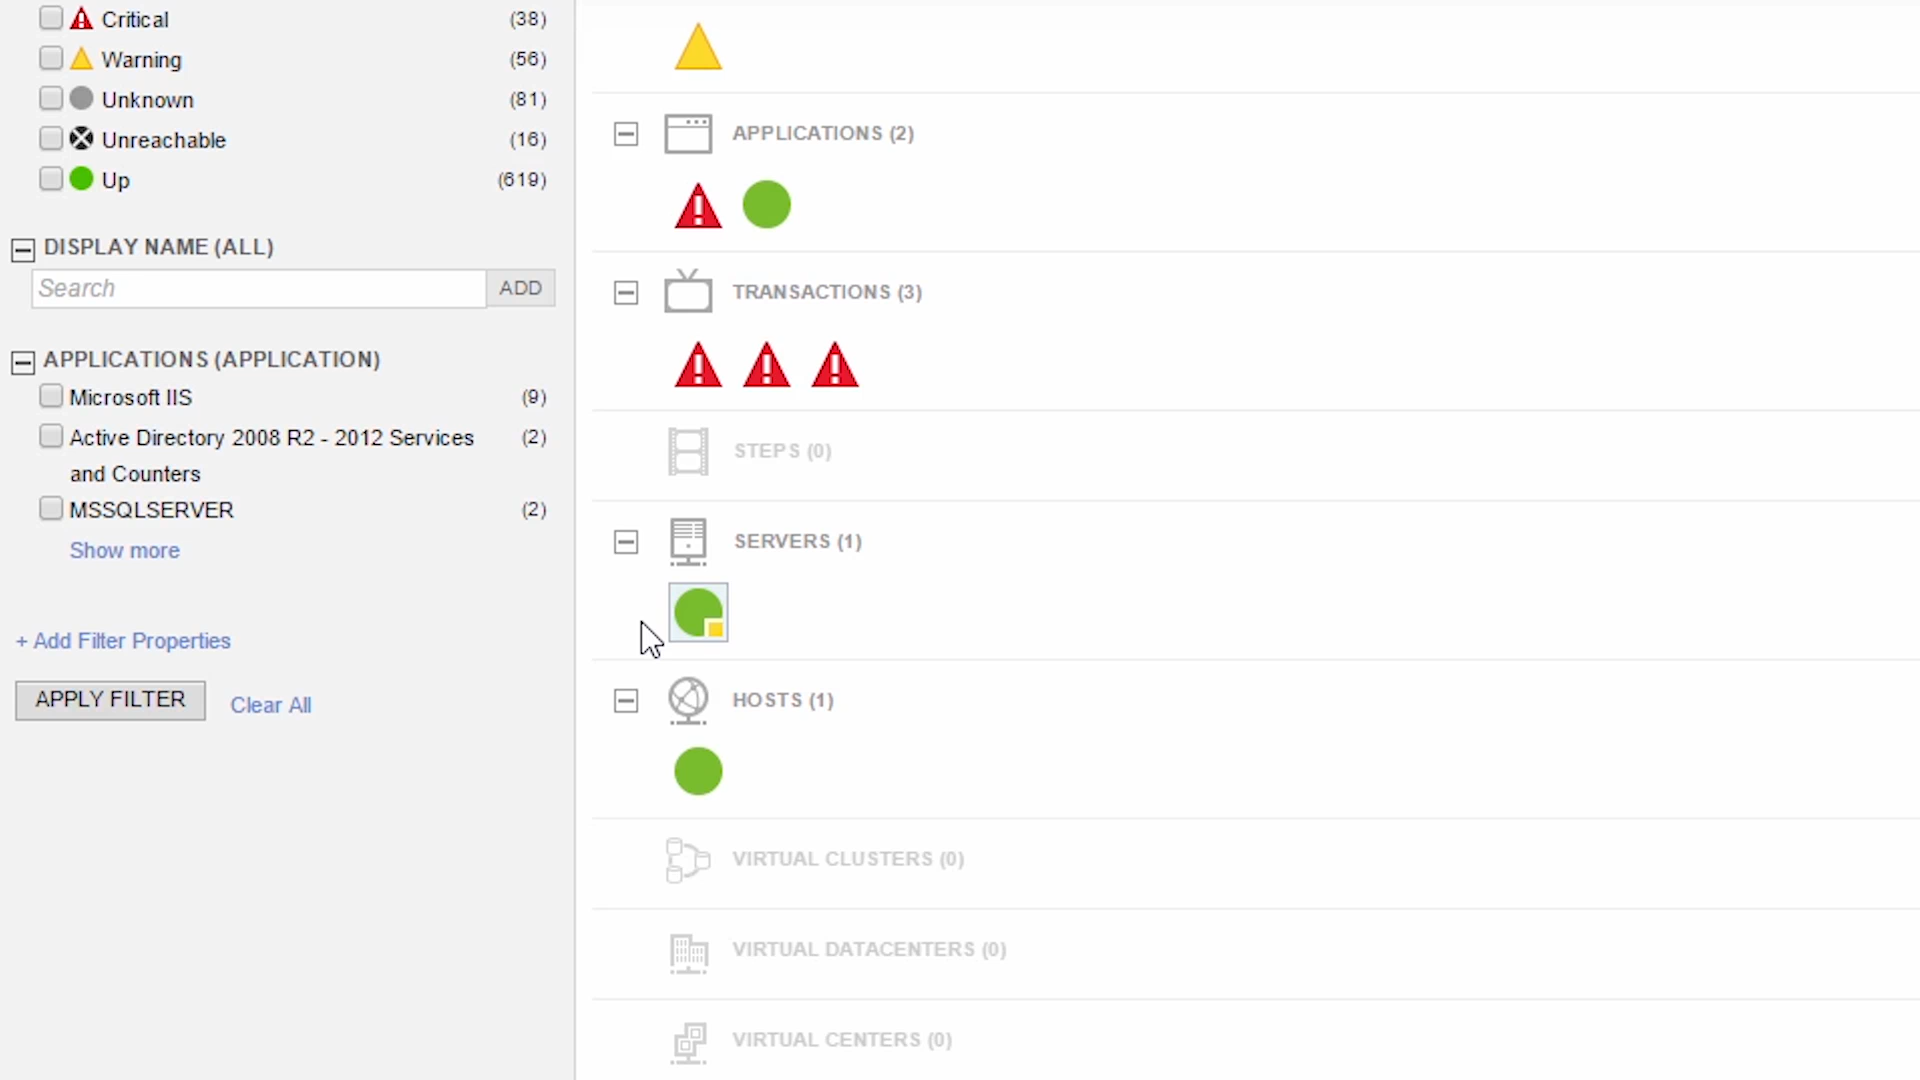 Critical (38)
Warning (56)
Unknown (81)
Unreachable (16)
Up (619)
DISPLAY NAME (ALL)
Search ADD
APPLICATIONS (APPLICATION)
Microsoft IIS (9)
Active Directory 2008 R2 - 2012 Services (2)
and Counters
MSSQLSERVER (2)
Show more
+ Add Filter Properties
APPLY FILTER Clear All
APPLICATIONS (2)
TRANSACTIONS (3)
STEPS (0)
SERVERS (1)
HOSTS (1)
VIRTUAL CLUSTERS (0)
VIRTUAL DATACENTERS (0)
VIRTUAL CENTERS (0)